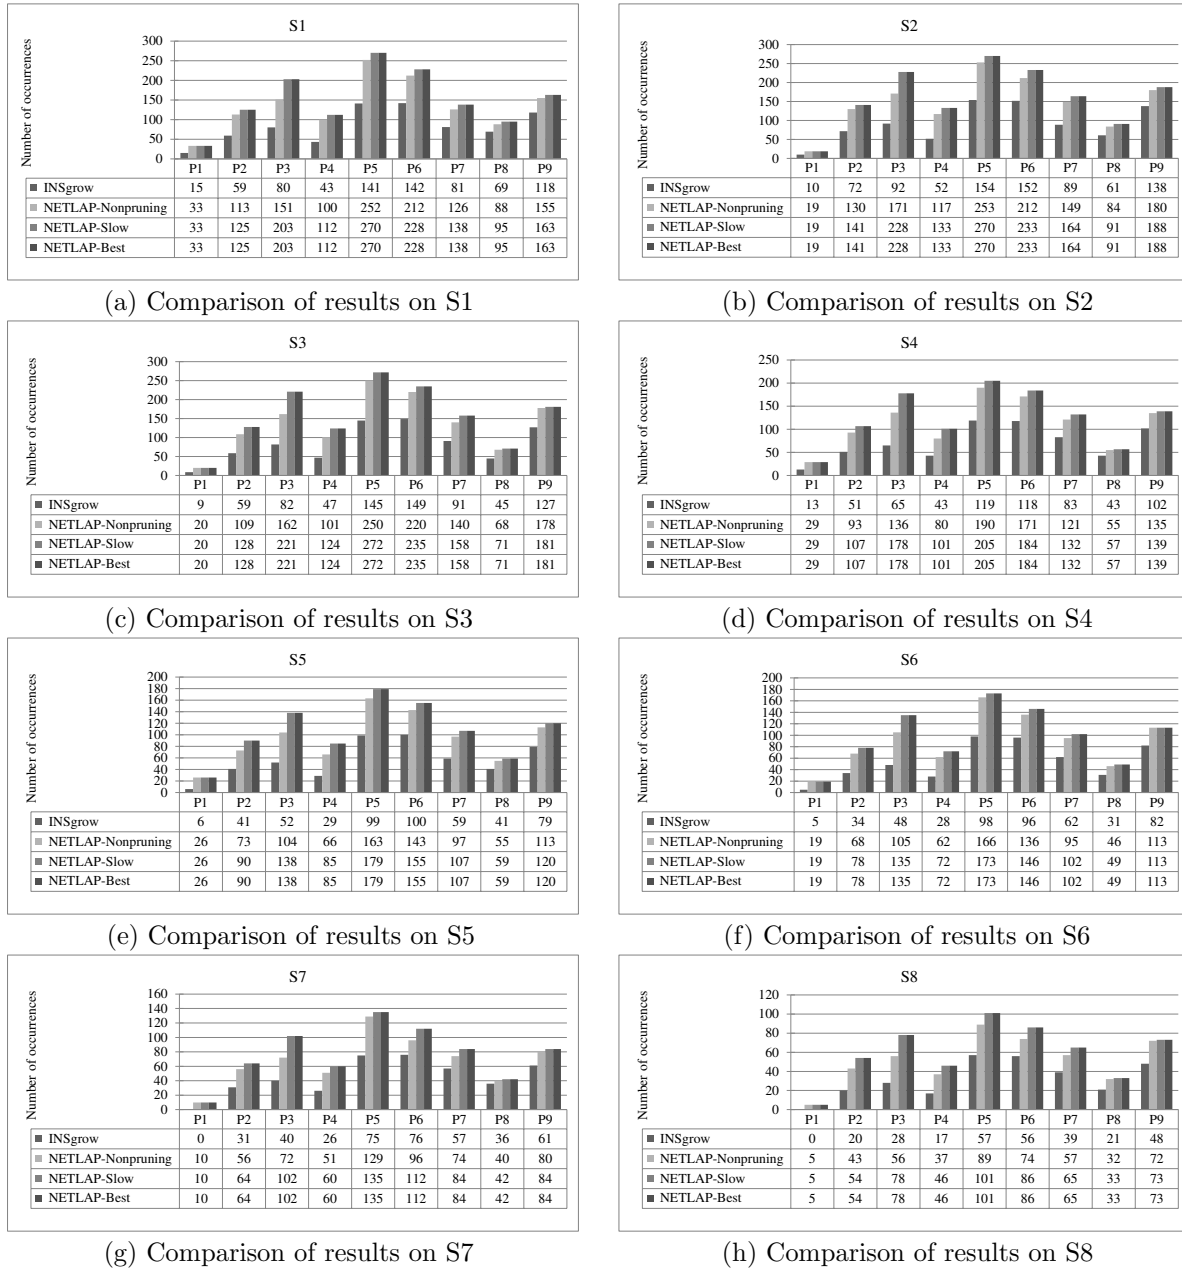 S1
Number of occurrences
300
250
200
150
100
50
0
P1 P2 P3 P4 P5 P6 P7 P8 P9
INSgrow 15 59 80 43 141 142 81 69 118
NETLAP-Nonpruning 33 113 151 100 252 212 126 88 155
NETLAP-Slow 33 125 203 112 270 228 138 95 163
NETLAP-Best 33 125 203 112 270 228 138 95 163
(a) Comparison of results on S1
S2
Number of occurrences
300
250
200
150
100
50
0
P1 P2 P3 P4 P5 P6 P7 P8 P9
INSgrow 10 72 92 52 154 152 89 61 138
NETLAP-Nonpruning 19 130 171 117 253 212 149 84 180
NETLAP-Slow 19 141 228 133 270 233 164 91 188
NETLAP-Best 19 141 228 133 270 233 164 91 188
(b) Comparison of results on S2
S3
Number of occurrences
300
250
200
150
100
50
0
P1 P2 P3 P4 P5 P6 P7 P8 P9
INSgrow 9 59 82 47 145 149 91 45 127
NETLAP-Nonpruning 20 109 162 101 250 220 140 68 178
NETLAP-Slow 20 128 221 124 272 235 158 71 181
NETLAP-Best 20 128 221 124 272 235 158 71 181
(c) Comparison of results on S3
S4
Number of occurrences
250
200
150
100
50
0
P1 P2 P3 P4 P5 P6 P7 P8 P9
INSgrow 13 51 65 43 119 118 83 43 102
NETLAP-Nonpruning 29 93 136 80 190 171 121 55 135
NETLAP-Slow 29 107 178 101 205 184 132 57 139
NETLAP-Best 29 107 178 101 205 184 132 57 139
(d) Comparison of results on S4
S5
Number of occurrences
200
180
160
140
120
100
80
60
40
20
0
P1 P2 P3 P4 P5 P6 P7 P8 P9
INSgrow 6 41 52 29 99 100 59 41 79
NETLAP-Nonpruning 26 73 104 66 163 143 97 55 113
NETLAP-Slow 26 90 138 85 179 155 107 59 120
NETLAP-Best 26 90 138 85 179 155 107 59 120
(e) Comparison of results on S5
S6
Number of occurrences
200
180
160
140
120
100
80
60
40
20
0
P1 P2 P3 P4 P5 P6 P7 P8 P9
INSgrow 5 34 48 28 98 96 62 31 82
NETLAP-Nonpruning 19 68 105 62 166 136 95 46 113
NETLAP-Slow 19 78 135 72 173 146 102 49 113
NETLAP-Best 19 78 135 72 173 146 102 49 113
(f) Comparison of results on S6
S7
Number of occurrences
160
140
120
100
80
60
40
20
0
P1 P2 P3 P4 P5 P6 P7 P8 P9
INSgrow 0 31 40 26 75 76 57 36 61
NETLAP-Nonpruning 10 56 72 51 129 96 74 40 80
NETLAP-Slow 10 64 102 60 135 112 84 42 84
NETLAP-Best 10 64 102 60 135 112 84 42 84
(g) Comparison of results on S7
S8
Number of occurrences
120
100
80
60
40
20
0
P1 P2 P3 P4 P5 P6 P7 P8 P9
INSgrow 0 20 28 17 57 56 39 21 48
NETLAP-Nonpruning 5 43 56 37 89 74 57 32 72
NETLAP-Slow 5 54 78 46 101 86 65 33 73
NETLAP-Best 5 54 78 46 101 86 65 33 73
(h) Comparison of results on S8